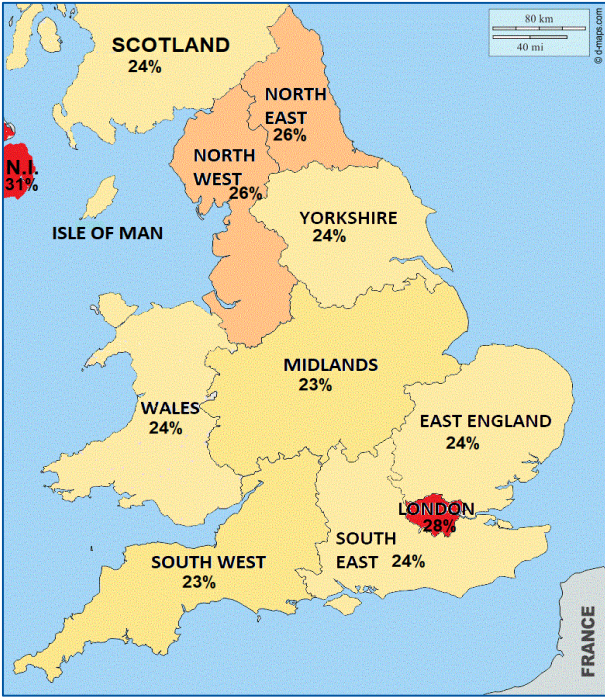 80 km
40 mi
© d-maps.com
SCOTLAND
24%
NORTH
EAST
26%
NORTH
WEST
26%
N.I.
31%
ISLE OF MAN
YORKSHIRE
24%
MIDLANDS
23%
WALES
24%
EAST ENGLAND
24%
LONDON
28%
SOUTH
EAST 24%
SOUTH WEST
23%
FRANCE